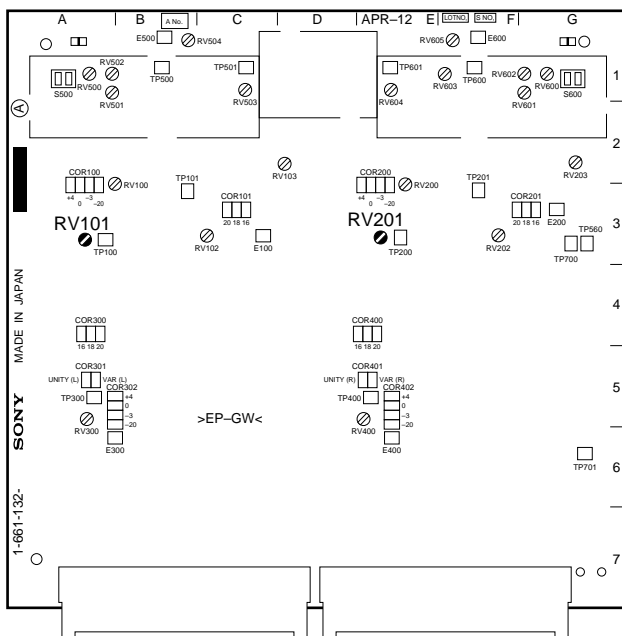 A B A No. C D APR–12 E LOTNO. S NO. F G
E500 RV504 RV605 E600
RV502 TP501 TP601 RV602
RV500 TP500 RV603 TP600 RV600
S500 RV501 RV503 RV604 RV601 S600
1
A
2
RV103 RV203
COR100 TP101 COR200 TP201
RV100 RV200
+4 0 –3 –20
+4 0 –3 –20
COR101 COR201
20 18 16
20 18 16
E200
RV101 RV201
3
TP100 RV102 E100 TP200 RV202 TP560
TP700
4
COR300 COR400
16 18 20
16 18 20
COR301 COR401
UNITY (L) VAR (L) UNITY (R) VAR (R)
5
COR302 COR402
TP300 TP400
+4 0 –3 –20
+4 0 –3 –20
RV300 RV400
>EP–GW<
E300 E400
6
TP701
7
MADE IN JAPAN
SONY
1-661-132-